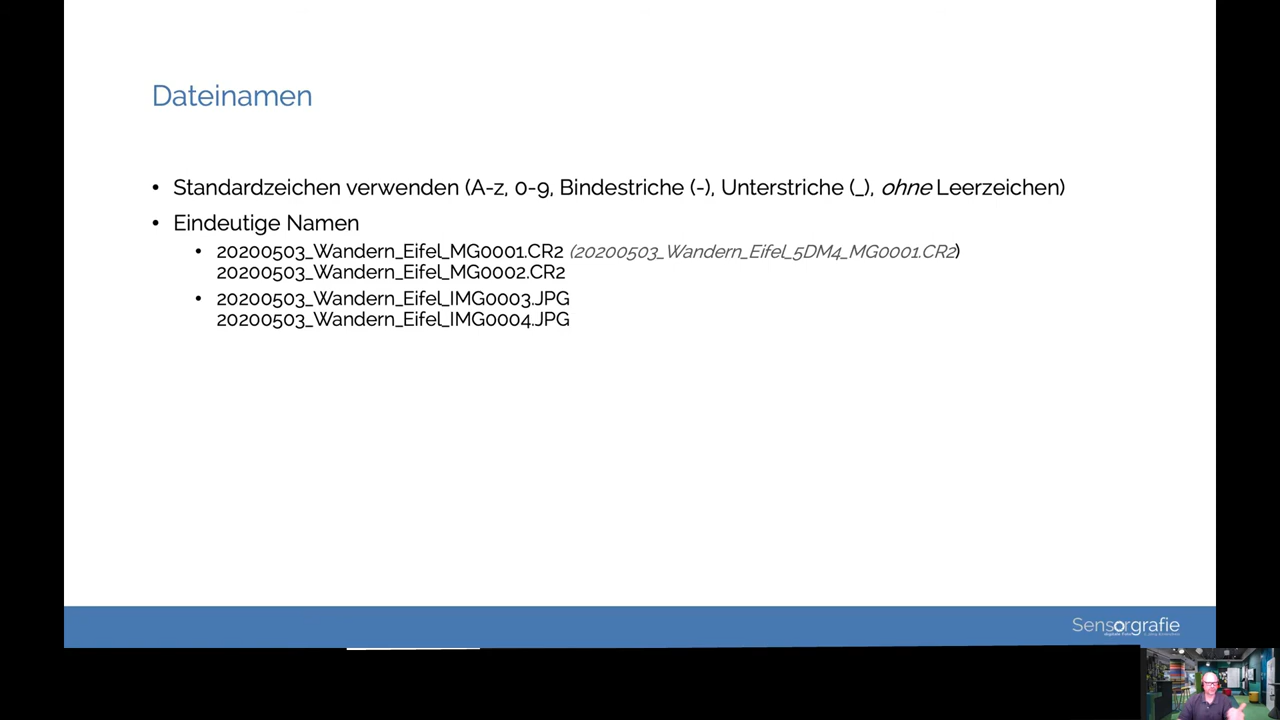 Dateinamen
• Standardzeichen verwenden (A-z, 0-9, Bindestriche (-), Unterstriche (_), ohne Leerzeichen)
• Eindeutige Namen
• 20200503_Wandern_Eifel_MG0001.CR2 (20200503_Wandern_Eifel_5DM4_MG0001.CR2)
20200503_Wandern_Eifel_MG0002.CR2
• 20200503_Wandern_Eifel_IMG0003.JPG
20200503_Wandern_Eifel_IMG0004.JPG
Sensorgrafie